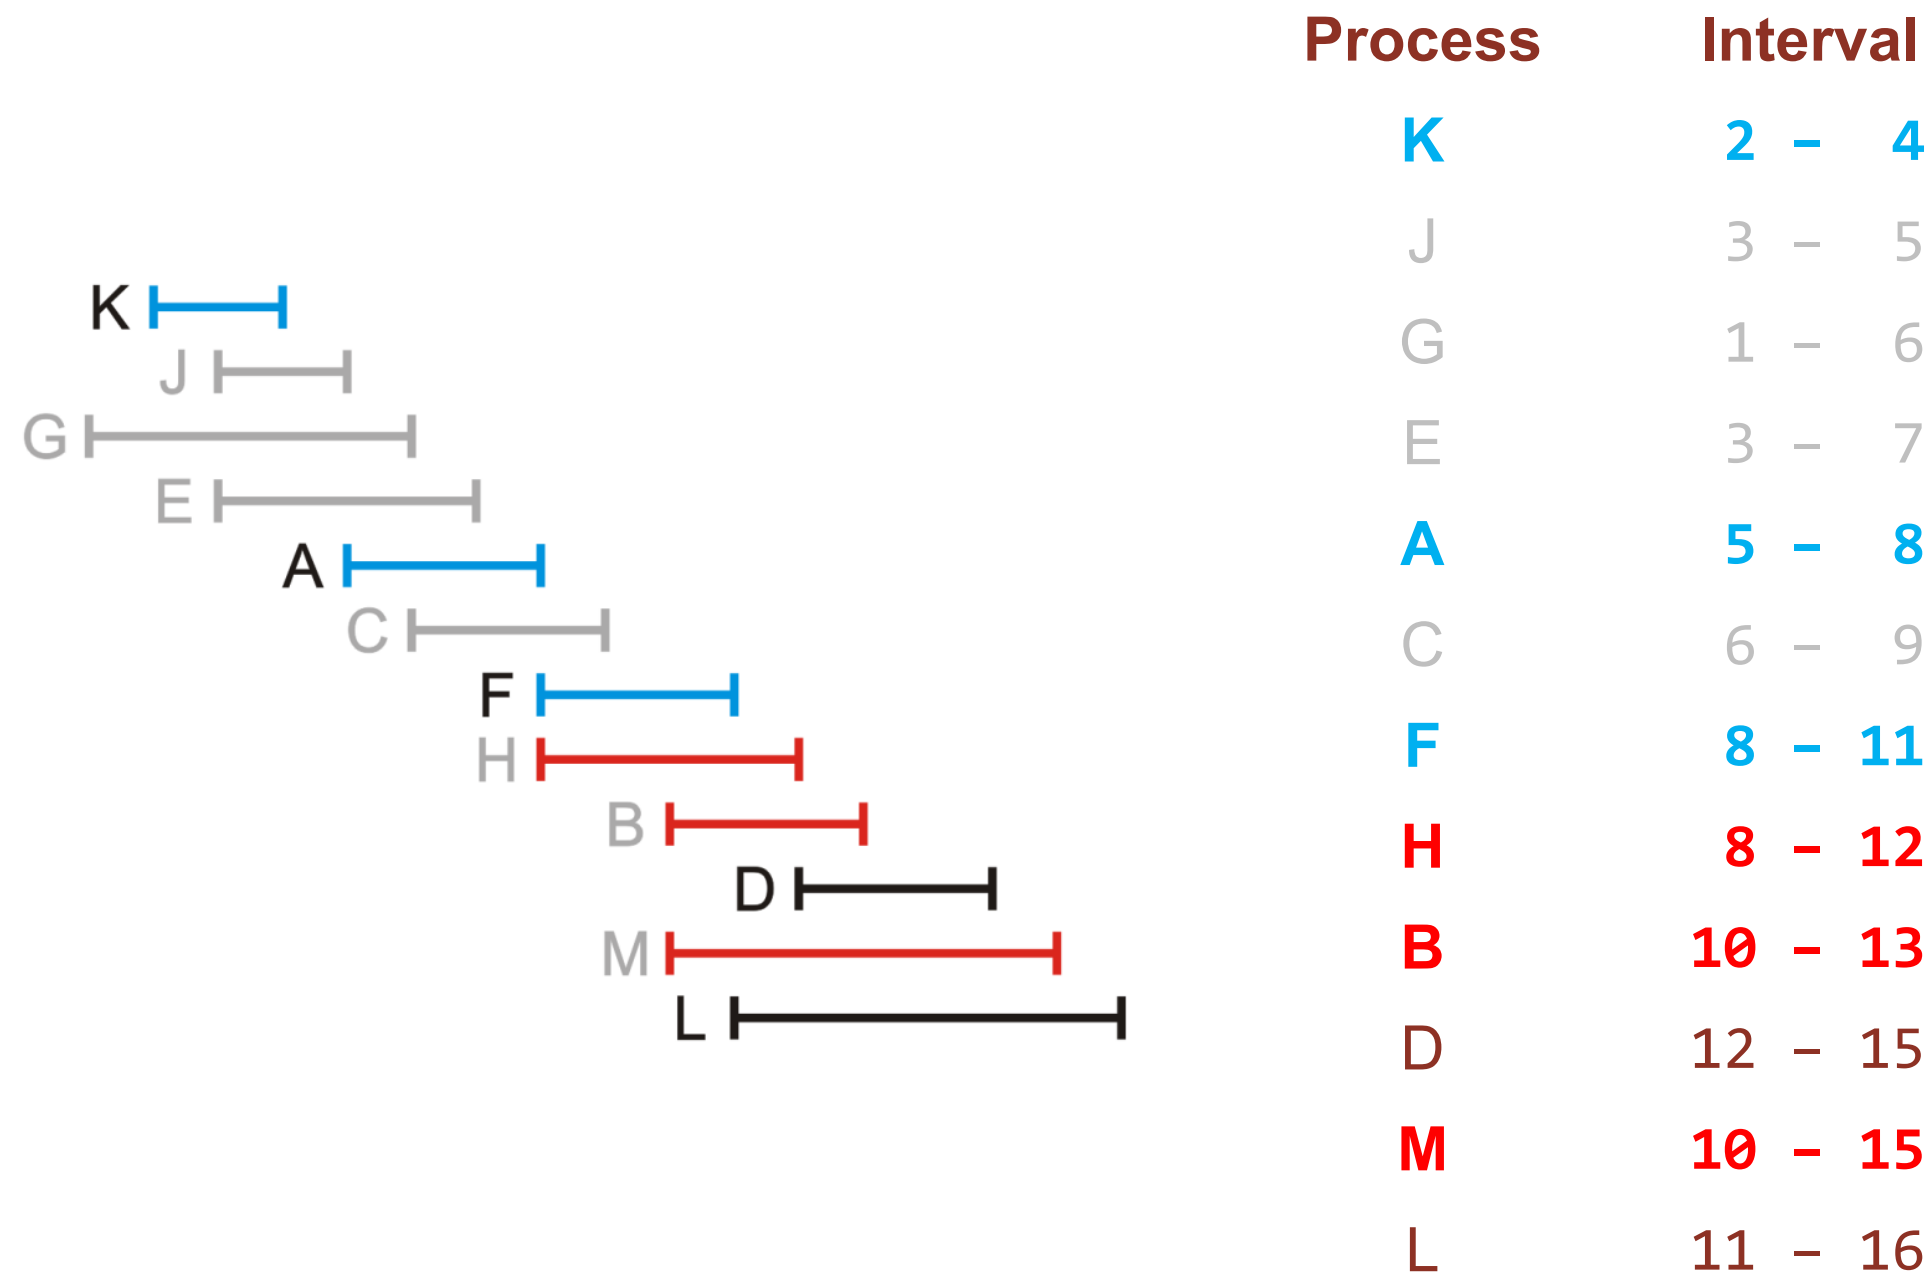 Process Interval
K 2 – 4
J 3 – 5
G 1 – 6
E 3 – 7
A 5 – 8
C 6 – 9
F 8 – 11
H 8 – 12
B 10 – 13
D 12 – 15
M 10 – 15
L 11 – 16
K
J
G
E
A
C
F
H
B
D
M
L